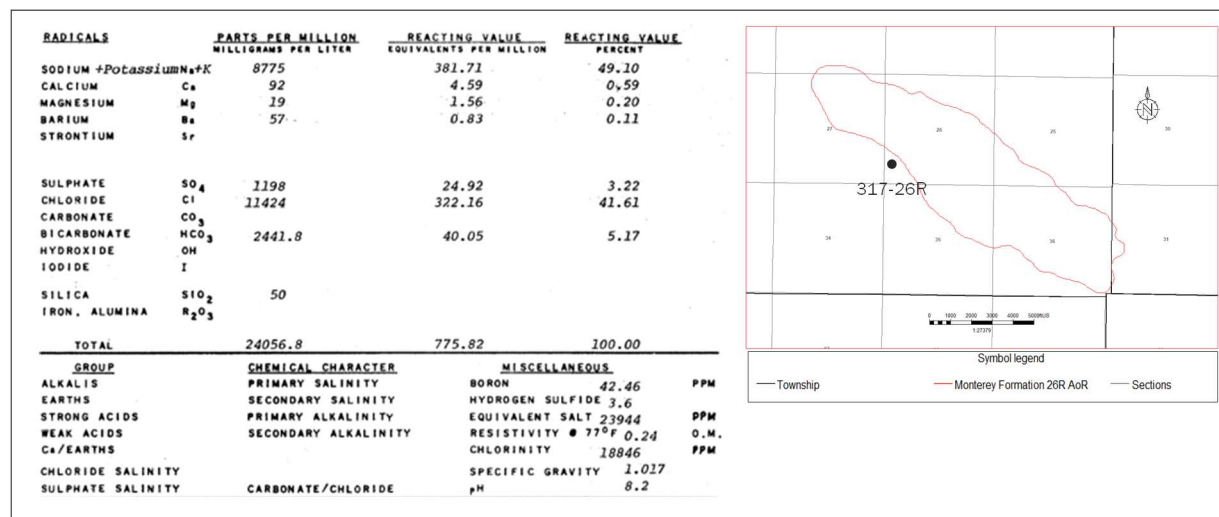 RADICALS PARTS PER MILLION REACTING VALUE REACTING VALUE
MILLIGRAMS PER LITER EQUIVALENTS PER MILLION PERCENT
SODIUM +Potassium Na+K 8775 381.71 49.10
CALCIUM Ca 92 4.59 0.59
MAGNESIUM Mg 19 1.56 0.20
BARIUM Ba 57 0.83 0.11
STRONTIUM Sr
SULPHATE SO4 1198 24.92 3.22
CHLORIDE Cl 11424 322.16 41.61
CARBONATE CO3
BICARBONATE HCO3 2441.8 40.05 5.17
HYDROXIDE OH
IODIDE I
SILICA SIO2 50
IRON, ALUMINA R2O3
TOTAL 24056.8 775.82 100.00
GROUP CHEMICAL CHARACTER MISCELLANEOUS
ALKALIS PRIMARY SALINITY BORON 42.46 PPM
EARTHS SECONDARY SALINITY HYDROGEN SULFIDE 3.6
STRONG ACIDS PRIMARY ALKALINITY EQUIVALENT SALT 23944 PPM
WEAK ACIDS SECONDARY ALKALINITY RESISTIVITY @ 77°F 0.24 O.M.
Ca/EARTHS CHLORINITY 18846 PPM
CHLORIDE SALINITY SPECIFIC GRAVITY 1.017
SULPHATE SALINITY CARBONATE/CHLORIDE pH 8.2
N
27 26 25 30
317-26R
34 35 36 31
0 1000 2000 3000 4000 5000ftUS
1:27379
Symbol legend
Township Monterey Formation 26R AoR Sections